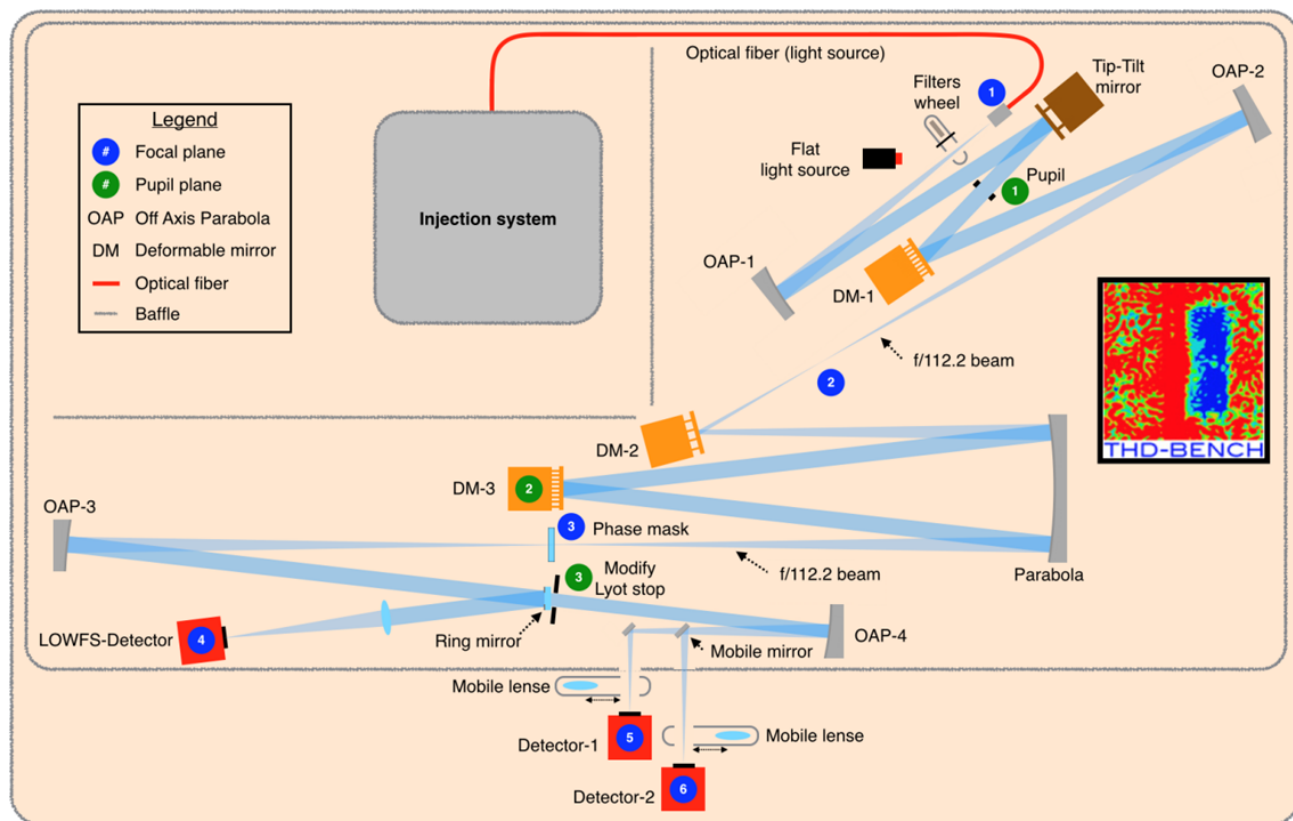 Optical fiber (light source)
Legend
# Focal plane
# Pupil plane
OAP Off Axis Parabola
DM Deformable mirror
Optical fiber
Baffle
Injection system
Filters
wheel
1
Tip-Tilt
mirror
OAP-2
Flat
light source
1
Pupil
OAP-1
DM-1
f/112.2 beam
2
THD-BENCH
DM-2
DM-3
2
OAP-3
3
Phase mask
f/112.2 beam
Parabola
3
Modify
Lyot stop
LOWFS-Detector
4
Ring mirror
OAP-4
Mobile mirror
Mobile lense
Detector-1
5
Mobile lense
Detector-2
6